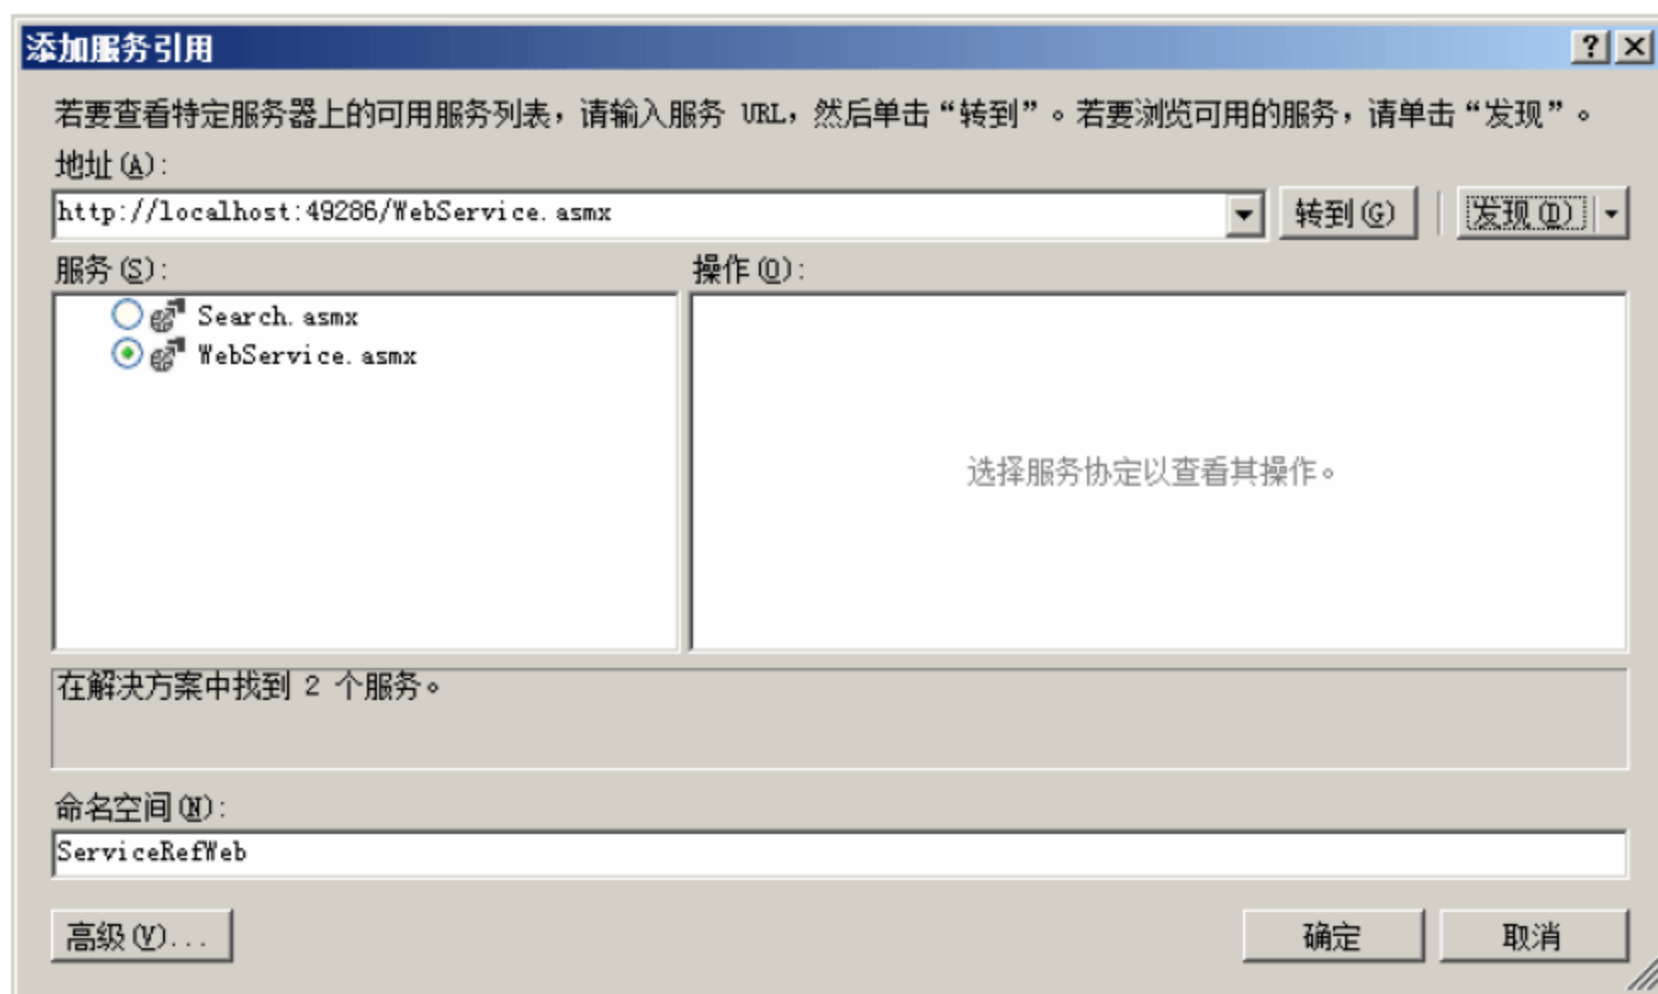 添加服务引用
若要查看特定服务器上的可用服务列表，请输入服务 URL，然后单击“转到”。若要浏览可用的服务，请单击“发现”。
地址(A):
http://localhost:49286/WebService.asmx 转到(G) 发现(D)
服务(S): 操作(O):
Search.asmx
WebService.asmx
选择服务协定以查看其操作。
在解决方案中找到 2 个服务。
命名空间(N):
ServiceRefWeb
高级(V)... 确定 取消